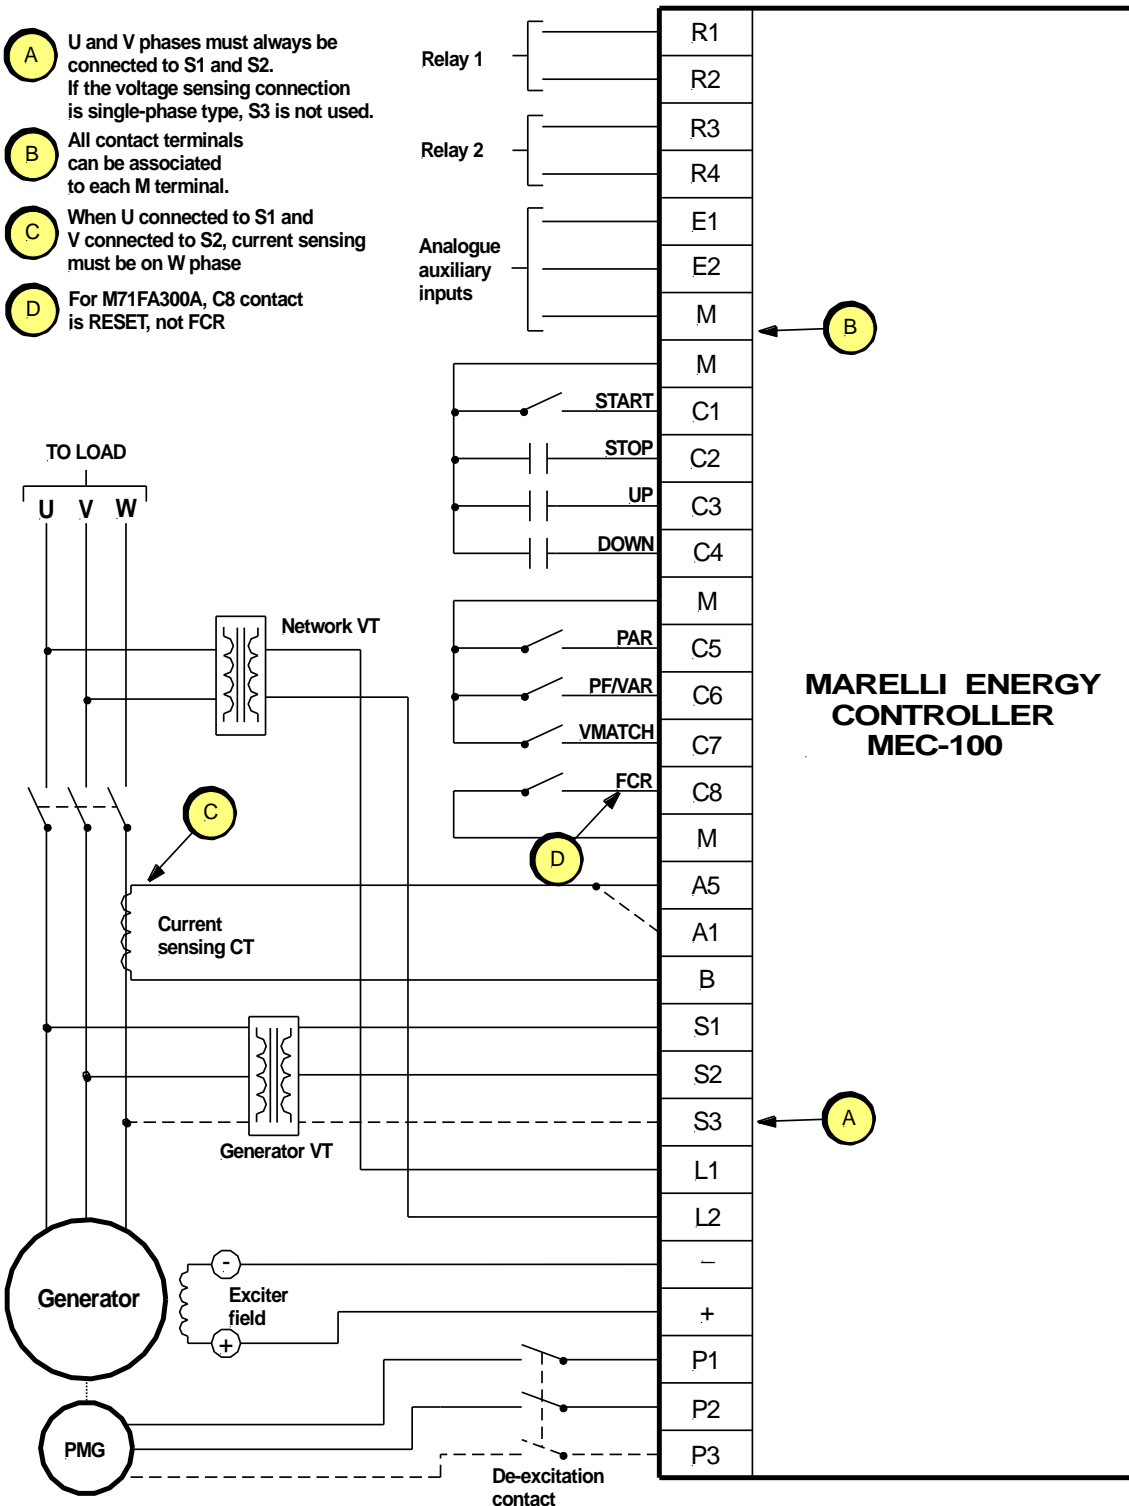 A
U and V phases must always be
connected to S1 and S2.
If the voltage sensing connection
is single-phase type, S3 is not used.
B
All contact terminals
can be associated
to each M terminal.
C
When U connected to S1 and
V connected to S2, current sensing
must be on W phase
D
For M71FA300A, C8 contact
is RESET, not FCR
Relay 1
Relay 2
Analogue
auxiliary
inputs
R1
R2
R3
R4
E1
E2
M
B
M
START
C1
STOP
C2
UP
C3
DOWN
C4
M
PAR
C5
PF/VAR
C6
VMATCH
C7
FCR
C8
M
D
A5
A1
B
S1
S2
S3
A
L1
L2
–
+
P1
P2
P3
MARELLI ENERGY
CONTROLLER
MEC-100
TO LOAD
U V W
Network VT
C
Current
sensing CT
Generator VT
Generator
-
Exciter
field
+
PMG
De-excitation
contact